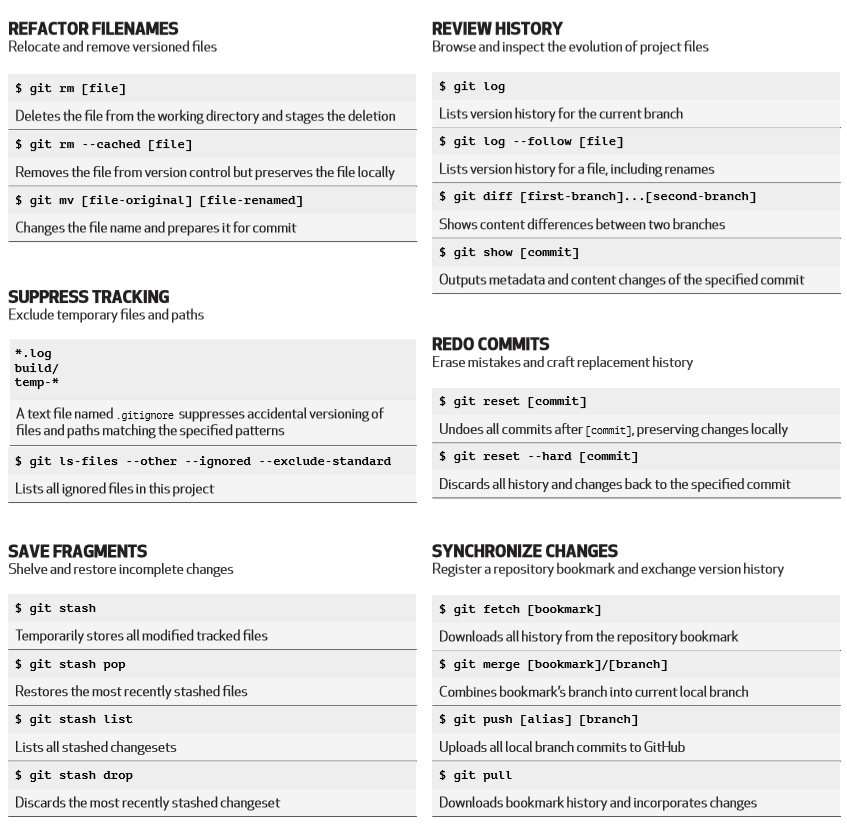 REFACTOR FILENAMES
Relocate and remove versioned files
$ git rm [file]
Deletes the file from the working directory and stages the deletion
$ git rm --cached [file]
Removes the file from version control but preserves the file locally
$ git mv [file-original] [file-renamed]
Changes the file name and prepares it for commit
SUPPRESS TRACKING
Exclude temporary files and paths
*.log
build/
temp-*
A text file named .gitignore suppresses accidental versioning of
files and paths matching the specified patterns
$ git ls-files --other --ignored --exclude-standard
Lists all ignored files in this project
SAVE FRAGMENTS
Shelve and restore incomplete changes
$ git stash
Temporarily stores all modified tracked files
$ git stash pop
Restores the most recently stashed files
$ git stash list
Lists all stashed changesets
$ git stash drop
Discards the most recently stashed changeset
REVIEW HISTORY
Browse and inspect the evolution of project files
$ git log
Lists version history for the current branch
$ git log --follow [file]
Lists version history for a file, including renames
$ git diff [first-branch]...[second-branch]
Shows content differences between two branches
$ git show [commit]
Outputs metadata and content changes of the specified commit
REDO COMMITS
Erase mistakes and craft replacement history
$ git reset [commit]
Undoes all commits after [commit], preserving changes locally
$ git reset --hard [commit]
Discards all history and changes back to the specified commit
SYNCHRONIZE CHANGES
Register a repository bookmark and exchange version history
$ git fetch [bookmark]
Downloads all history from the repository bookmark
$ git merge [bookmark]/[branch]
Combines bookmark's branch into current local branch
$ git push [alias] [branch]
Uploads all local branch commits to GitHub
$ git pull
Downloads bookmark history and incorporates changes